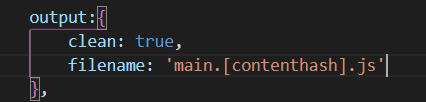 output:{
clean: true,
filename: 'main.[contenthash].js'
},